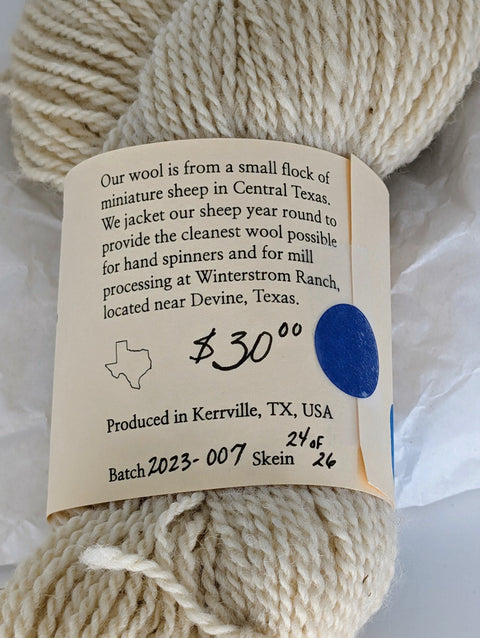 Our wool is from a small flock of
miniature sheep in Central Texas.
We jacket our sheep year round to
provide the cleanest wool possible
for hand spinners and for mill
processing at Winterstrom Ranch,
located near Devine, Texas.
$30⁰⁰
Produced in Kerrville, TX, USA
Batch 2023-007 Skein 24 of 26